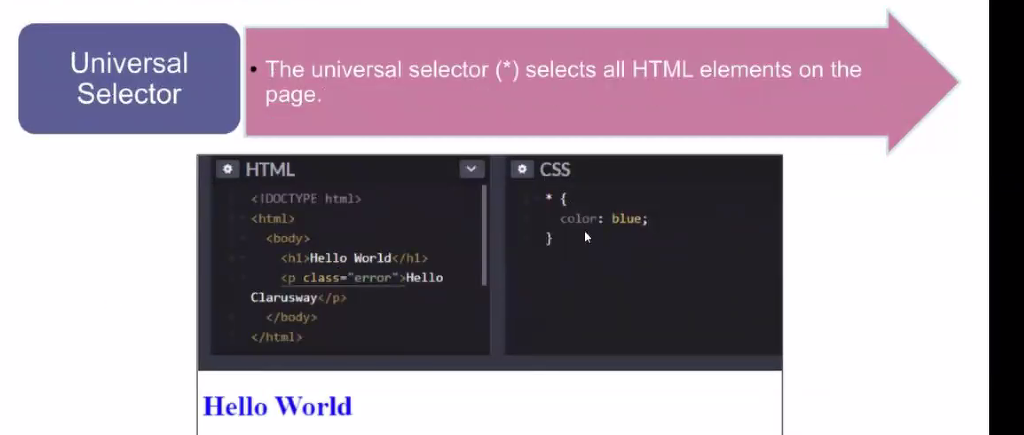 Universal
Selector
• The universal selector (*) selects all HTML elements on the
page.
HTML
<!DOCTYPE html>
<html>
<body>
<h1>Hello World</h1>
<p class="error">Hello
Clarusway</p>
</body>
</html>
CSS
* {
color: blue;
}
Hello World